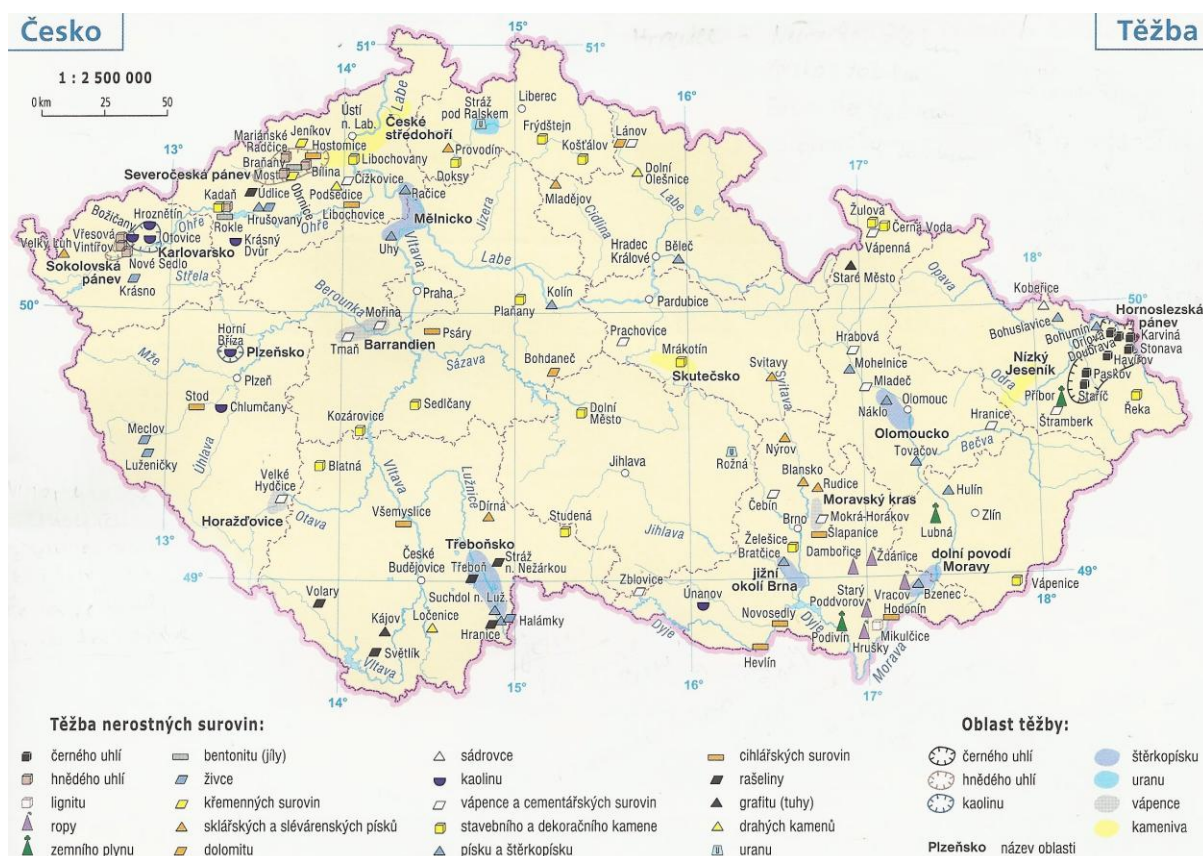 Česko
Těžba
1 : 2 500 000
0 km 25 50
15°
51°
51°
14°
16°
13°
17°
18°
50°
50°
13°
49°
49°
18°
14°
15°
16°
17°
Liberec
Stráž
pod Ralskem
Labe
Ústí
n. Lab.
České
středohoří
Frýdštejn
Lánov
Košťálov
Jeníkov
Mariánské
Radčice
Hostomice
Provodín
Braňany
Libochovany
Doksy
Dolní
Olešnice
Severočeská pánev
Most
Bílina
Čížkovice
Kadaň
Údlice
Obrnice
Podsedice
Račice
Mladějov
Labe
Cidlina
Jizera
Božičany
Hroznětín
Ohře
Hrušovany
Ohře
Libochovice
Mělnicko
Rokle
Vřesová
Otovice
Krásný
Dvůr
Velký Luh
Vintířov
Karlovarsko
Uhy
Vltava
Hradec
Králové
Běleč
Sokolovská
pánev
Nové Sedlo
Střela
Krásno
Labe
Žulová
Černá Voda
Vápenná
Staré Město
Opava
Kobeřice
Praha
Kolín
Pardubice
Berounka
Mořina
Plaňany
Hornoslezská
pánev
Bohuslavice
Bohumín
Orlová
Doubrava
Karviná
Stonava
Havířov
Horní
Bříza
Plzeňsko
Tmaň
Barrandien
Psáry
Prachovice
Hrabová
Mže
Sázava
Bohdaneč
Mrákotín
Skutečsko
Svitavy
Mohelnice
Nízký
Jeseník
Paskov
Mladeč
Odra
Příbor
Staříč
Plzeň
Svitava
Stod
Chlumčany
Sedlčany
Dolní
Město
Náklo
Olomouc
Hranice
Štramberk
Řeka
Kozárovice
Olomoucko
Bečva
Meclov
Luženičky
Úhlava
Blatná
Vltava
Lužnice
Jihlava
Rožná
Nýrov
Tovačov
Velké
Hydčice
Blansko
Rudice
Hulín
Moravský kras
Otava
Horažďovice
Všemyslice
Dírná
Studená
Čebín
Mokrá-Horákov
Lubná
Zlín
Jihlava
Brno
Šlapanice
Třeboňsko
Želešice
Dambořice
Ždánice
České
Budějovice
Třeboň
Stráž
n. Nežárkou
Bratčice
jižní
okolí Brna
dolní povodí
Moravy
Volary
Suchdol n. Luž.
Zblovice
Únanov
Starý
Poddvorov
Vracov
Bzenec
Vápenice
Kájov
Ločenice
Halámky
Novosedly
Hodonín
Světlík
Hranice
Dyje
Dyje
Podivín
Mikulčice
Vltava
Hevlín
Hrušky
Morava
Těžba nerostných surovin:
černého uhlí
hnědého uhlí
lignitu
ropy
zemního plynu
bentonitu (jíly)
živce
křemenných surovin
sklářských a slévárenských písků
dolomitu
sádrovce
kaolinu
vápence a cementářských surovin
stavebního a dekoračního kamene
písku a štěrkopísku
cihlářských surovin
rašeliny
grafitu (tuhy)
drahých kamenů
uranu
Oblast těžby:
černého uhlí
hnědého uhlí
kaolinu
štěrkopísku
uranu
vápence
kameniva
Plzeňsko název oblasti